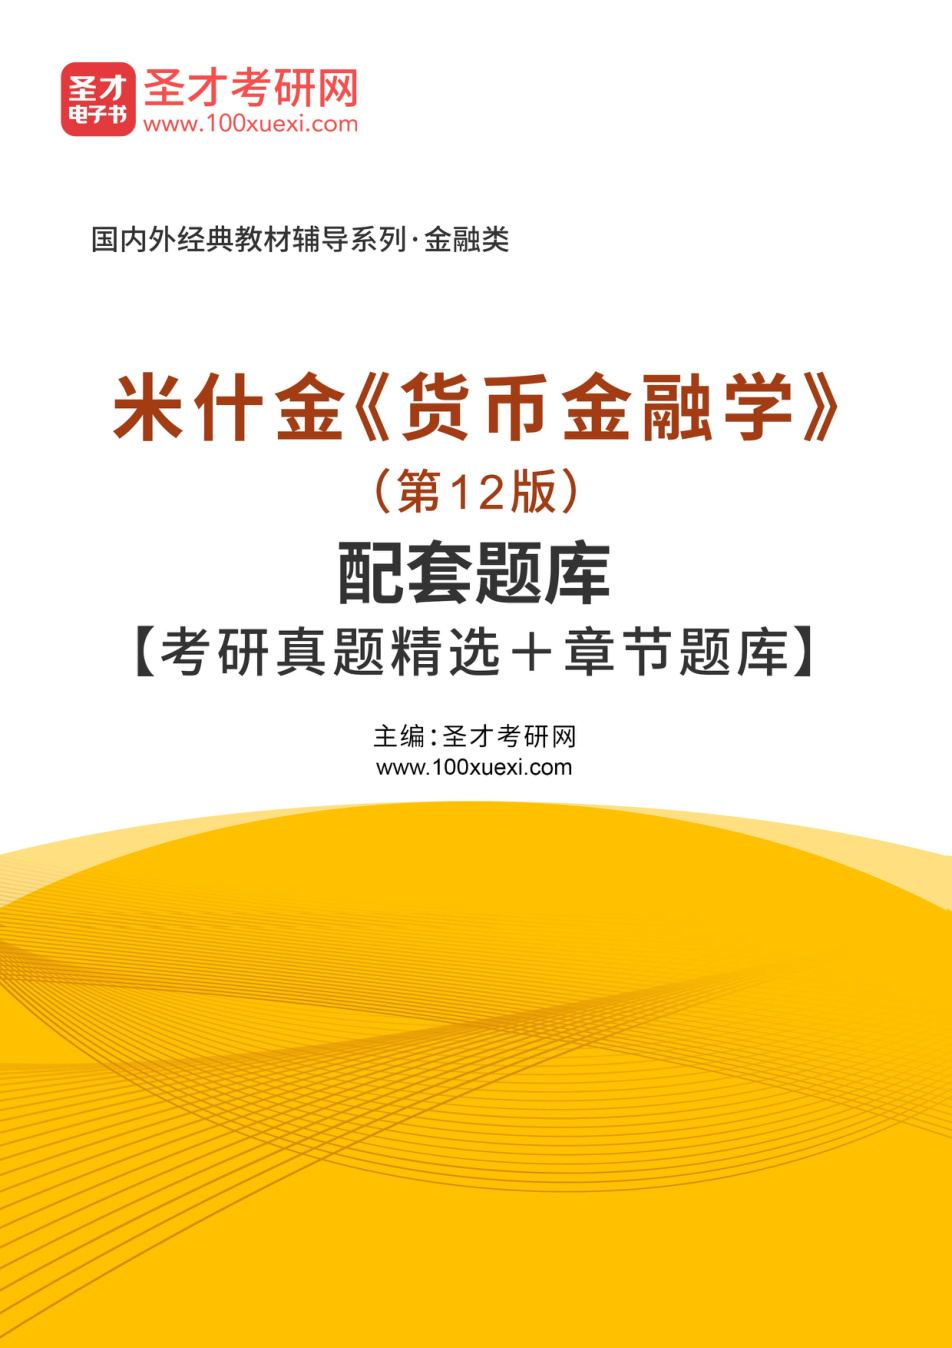 圣才
电子书
圣才考研网
www.100xuexi.com
国内外经典教材辅导系列·金融类
米什金《货币金融学》
（第12版）
配套题库
【考研真题精选＋章节题库】
主编：圣才考研网
www.100xuexi.com